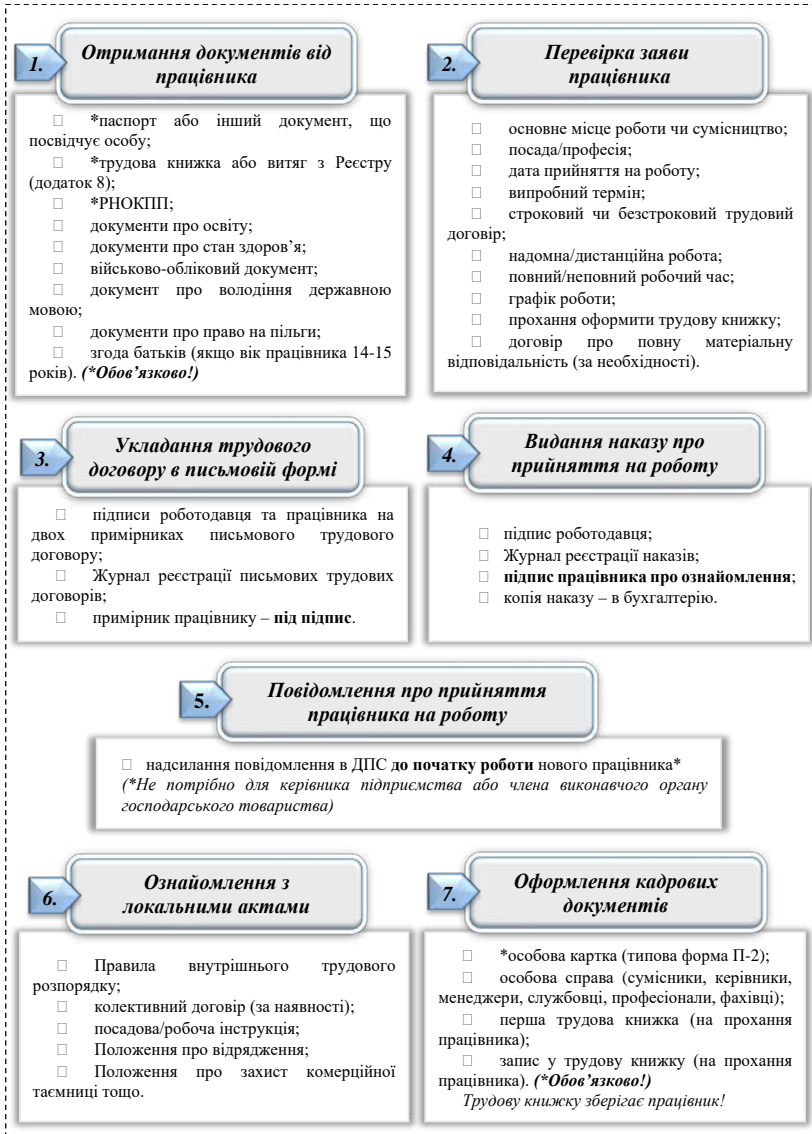 1.
Отримання документів від
працівника
☐ *паспорт або інший документ, що
посвідчує особу;
☐ *трудова книжка або витяг з Реєстру
(додаток 8);
☐ *РНОКПП;
☐ документи про освіту;
☐ документи про стан здоров’я;
☐ військово-обліковий документ;
☐ документ про володіння державною
мовою;
☐ документи про право на пільги;
☐ згода батьків (якщо вік працівника 14-15
років). (*Обов’язково!)
2.
Перевірка заяви
працівника
☐ основне місце роботи чи сумісництво;
☐ посада/професія;
☐ дата прийняття на роботу;
☐ випробний термін;
☐ строковий чи безстроковий трудовий
договір;
☐ надомна/дистанційна робота;
☐ повний/неповний робочий час;
☐ графік роботи;
☐ прохання оформити трудову книжку;
☐ договір про повну матеріальну
відповідальність (за необхідності).
3.
Укладання трудового
договору в письмовій формі
☐ підписи роботодавця та працівника на
двох примірниках письмового трудового
договору;
☐ Журнал реєстрації письмових трудових
договорів;
☐ примірник працівнику – під підпис.
4.
Видання наказу про
прийняття на роботу
☐ підпис роботодавця;
☐ Журнал реєстрації наказів;
☐ підпис працівника про ознайомлення;
☐ копія наказу – в бухгалтерію.
5.
Повідомлення про прийняття
працівника на роботу
☐ надсилання повідомлення в ДПС до початку роботи нового працівника*
(*Не потрібно для керівника підприємства або члена виконавчого органу
господарського товариства)
6.
Ознайомлення з
локальними актами
☐ Правила внутрішнього трудового
розпорядку;
☐ колективний договір (за наявності);
☐ посадова/робоча інструкція;
☐ Положення про відрядження;
☐ Положення про захист комерційної
таємниці тощо.
7.
Оформлення кадрових
документів
☐ *особова картка (типова форма П-2);
☐ особова справа (сумісники, керівники,
менеджери, службовці, професіонали, фахівці);
☐ перша трудова книжка (на прохання
працівника);
☐ запис у трудову книжку (на прохання
працівника). (*Обов’язково!)
Трудову книжку зберігає працівник!